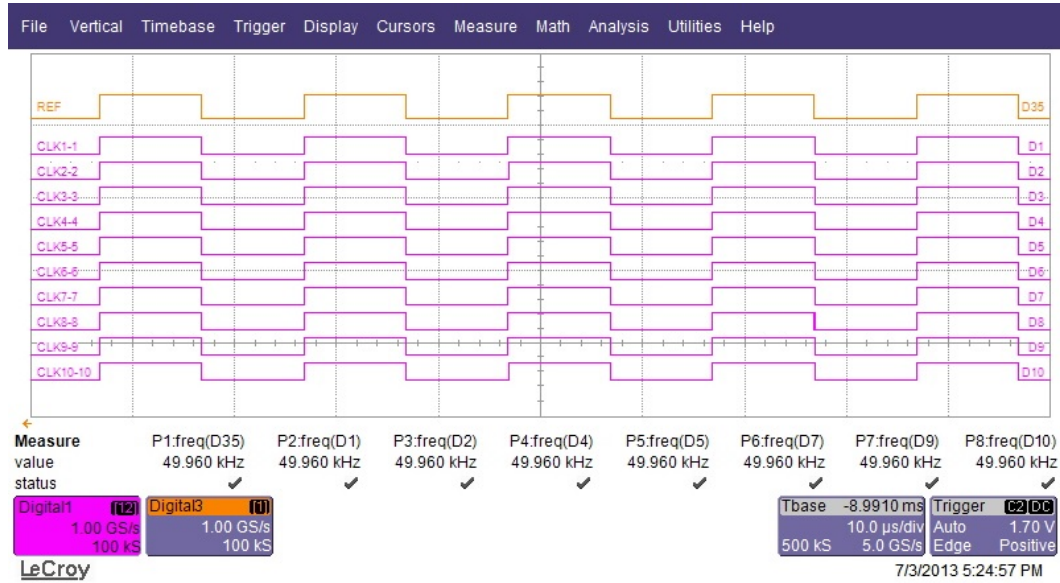 File Vertical Timebase Trigger Display Cursors Measure Math Analysis Utilities Help
REF D35
CLK1-1 D1
CLK2-2 D2
CLK3-3 D3
CLK4-4 D4
CLK5-5 D5
CLK6-6 D6
CLK7-7 D7
CLK8-8 D8
CLK9-9 D9
CLK10-10 D10
Measure P1:freq(D35) P2:freq(D1) P3:freq(D2) P4:freq(D4) P5:freq(D5) P6:freq(D7) P7:freq(D9) P8:freq(D10)
value 49.960 kHz 49.960 kHz 49.960 kHz 49.960 kHz 49.960 kHz 49.960 kHz 49.960 kHz 49.960 kHz
status
Digital1 (12) Digital3 (1) Tbase -8.9910 ms Trigger C2 DC
1.00 GS/s 1.00 GS/s 10.0 µs/div Auto 1.70 V
100 kS 100 kS 500 kS 5.0 GS/s Edge Positive
LeCroy 7/3/2013 5:24:57 PM